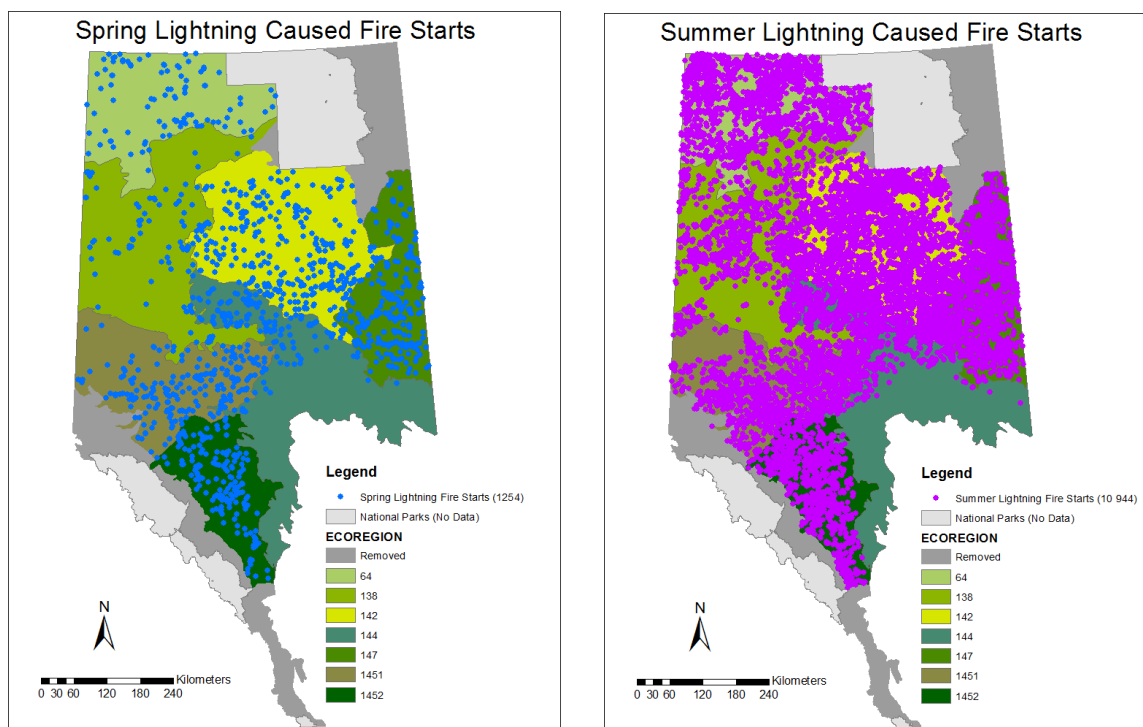 Spring Lightning Caused Fire Starts
Legend
Spring Lightning Fire Starts (1254)
National Parks (No Data)
ECOREGION
Removed
64
138
142
144
147
1451
1452
N
Kilometers
0 30 60 120 180 240
Summer Lightning Caused Fire Starts
Legend
Summer Lightning Fire Starts (10 944)
National Parks (No Data)
ECOREGION
Removed
64
138
142
144
147
1451
1452
N
Kilometers
0 30 60 120 180 240